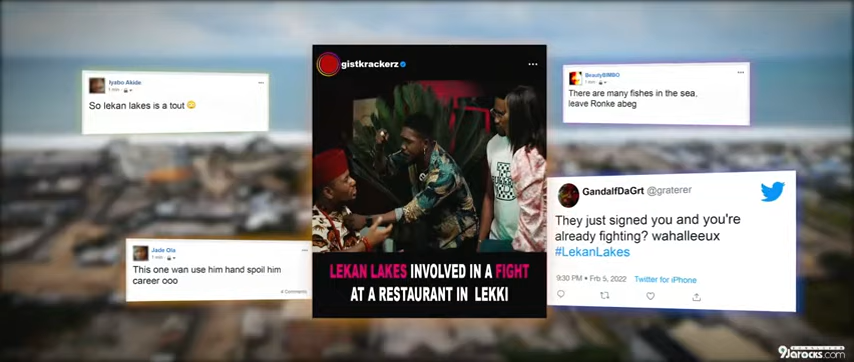 Iyabo Akide
So lekan lakes is a tout
Jade Ola
This one wan use him hand spoil him
career ooo
4 Comments
gistkrackerz
LEKAN LAKES INVOLVED IN A FIGHT
AT A RESTAURANT IN LEKKI
BeautyBIMBO
There are many fishes in the sea,
leave Ronke abeg
GandalfDaGrt @graterer
They just signed you and you're
already fighting? wahalleeux
#LekanLakes
9:30 PM • Frb 5, 2022 Twitter for iPhone
9JAROCKS.com